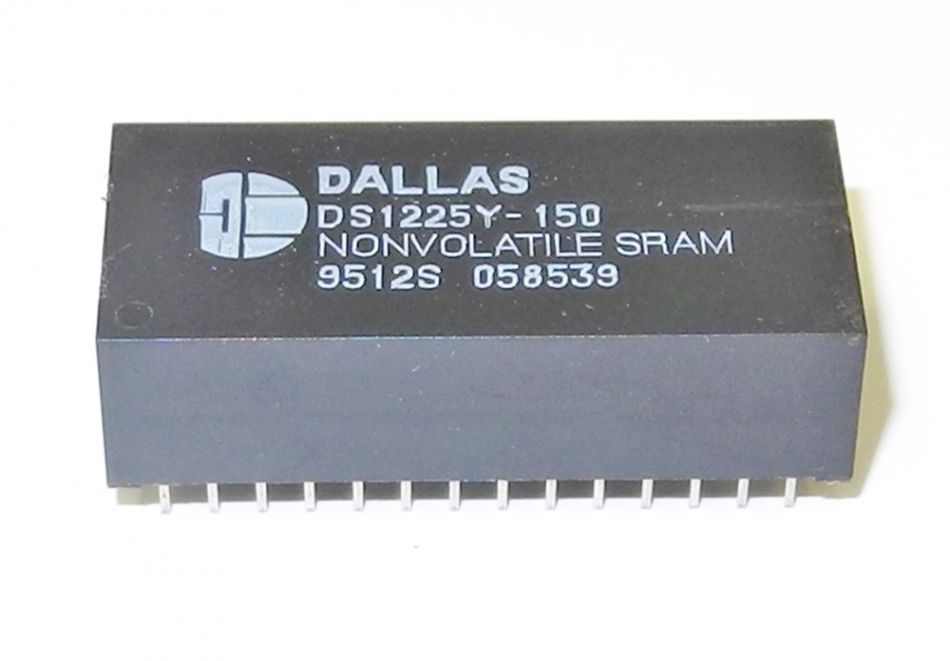 DALLAS
DS1225Y-150
NONVOLATILE SRAM
9512S 058539